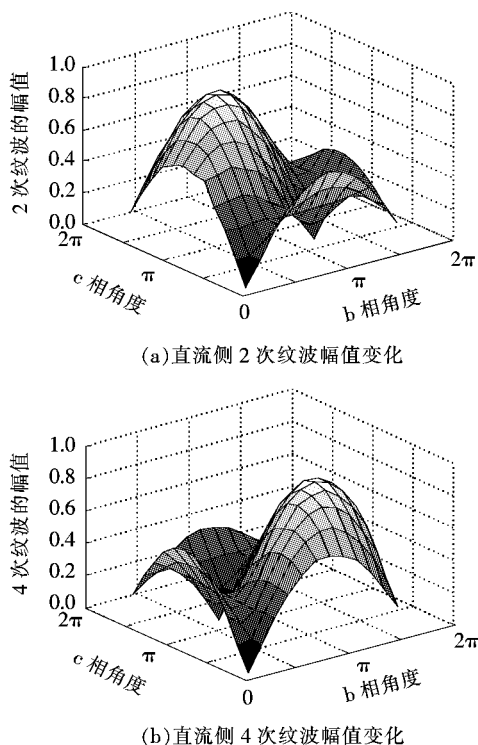 2 次纹波的幅值
1.0
0.8
0.6
0.4
0.2
0.0
2π
π
0
π
2π
c 相角度
b 相角度
(a)直流侧 2 次纹波幅值变化
4 次纹波的幅值
1.0
0.8
0.6
0.4
0.2
0.0
2π
π
0
π
2π
c 相角度
b 相角度
(b)直流侧 4 次纹波幅值变化